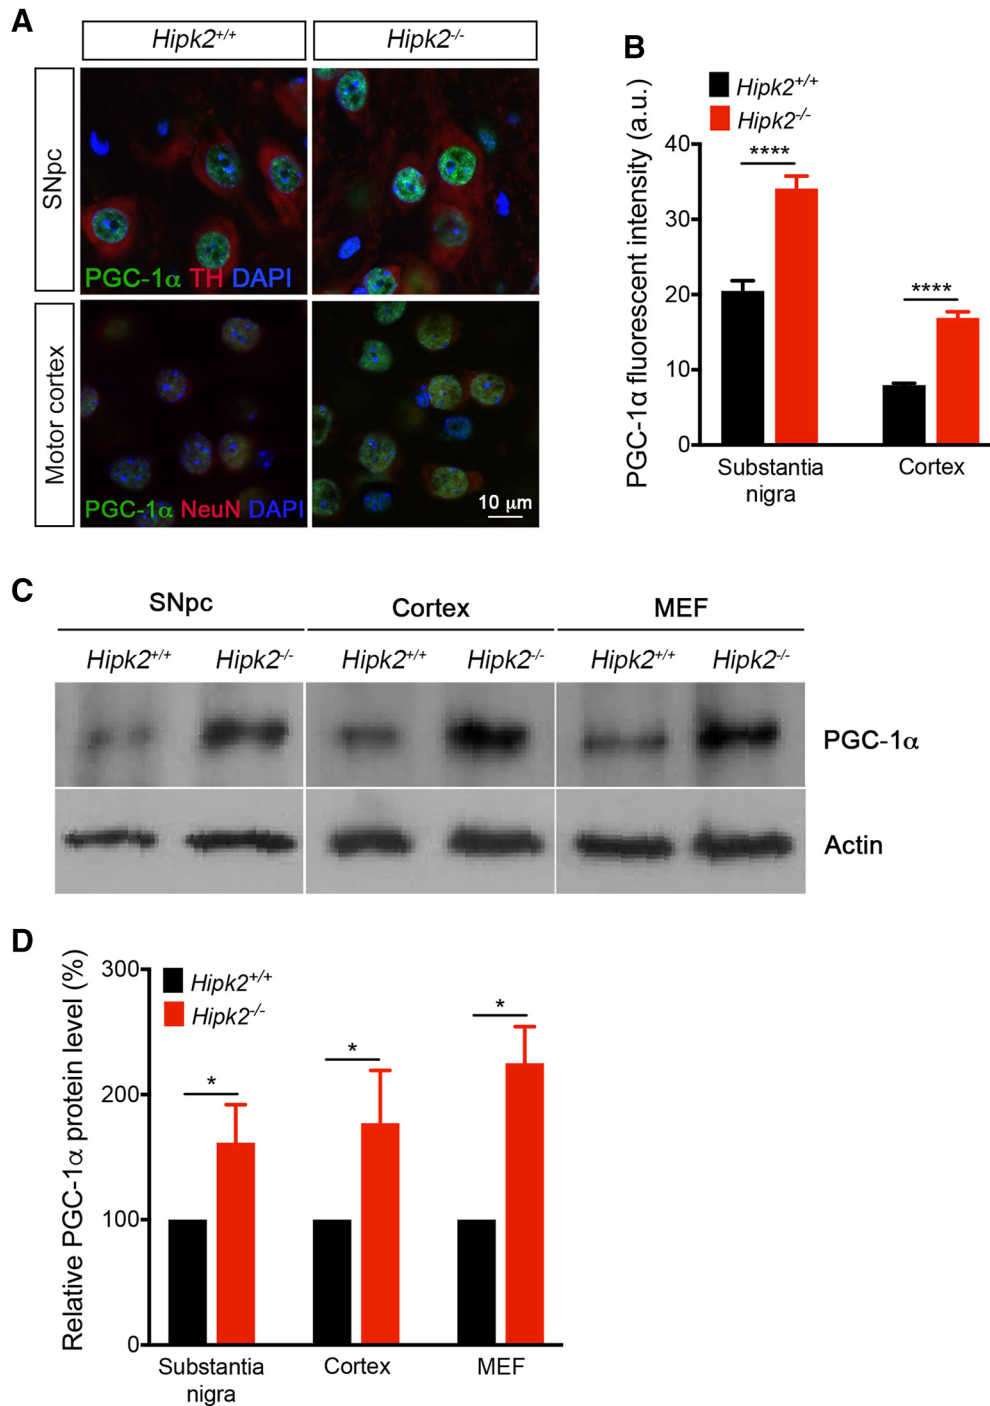 A
Hipk2+/+ Hipk2-/-
SNpc
PGC-1α TH DAPI
Motor cortex
PGC-1α NeuN DAPI
10 µm
B
Hipk2+/+
Hipk2-/-
PGC-1α fluorescent intensity (a.u.)
40
30
20
10
0
****
****
Substantia nigra
Cortex
C
SNpc Cortex MEF
Hipk2+/+ Hipk2-/- Hipk2+/+ Hipk2-/- Hipk2+/+ Hipk2-/-
PGC-1α
Actin
D
Hipk2+/+
Hipk2-/-
Relative PGC-1α protein level (%)
300
200
100
0
*
*
*
Substantia nigra
Cortex
MEF